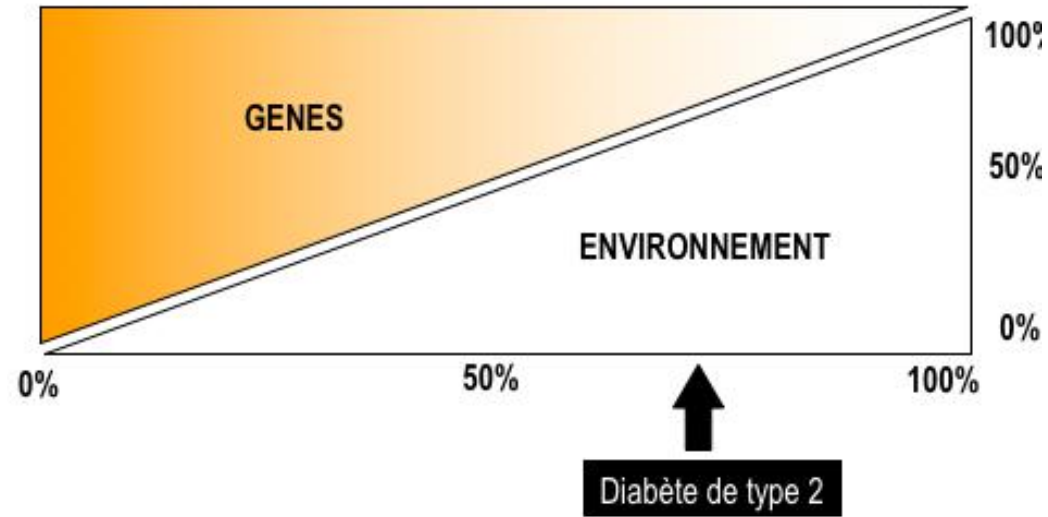 100%
GENES
50%
ENVIRONNEMENT
0%
0%
50%
100%
Diabète de type 2